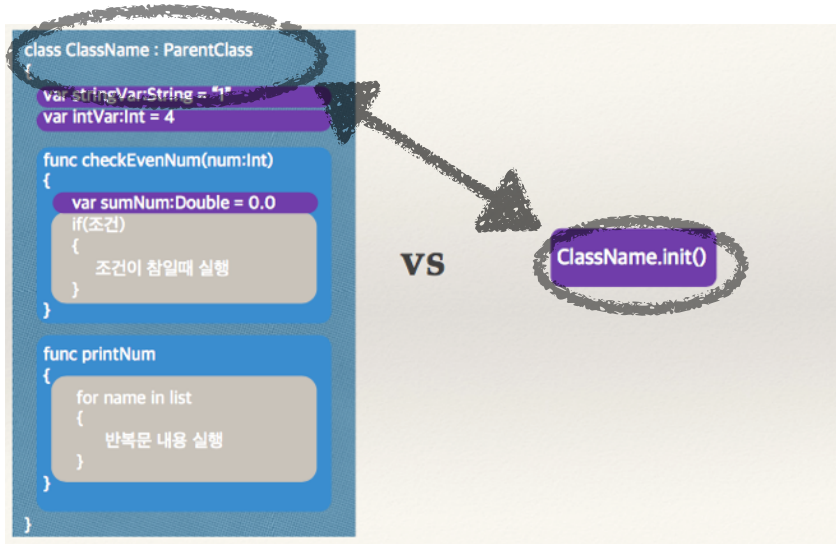 class ClassName : ParentClass
{
var stringVar:String = "1"
var intVar:Int = 4
func checkEvenNum(num:Int)
{
var sumNum:Double = 0.0
if(조건)
{
조건이 참일때 실행
}
}
func printNum
{
for name in list
{
반복문 내용 실행
}
}
}
vs
ClassName.init()